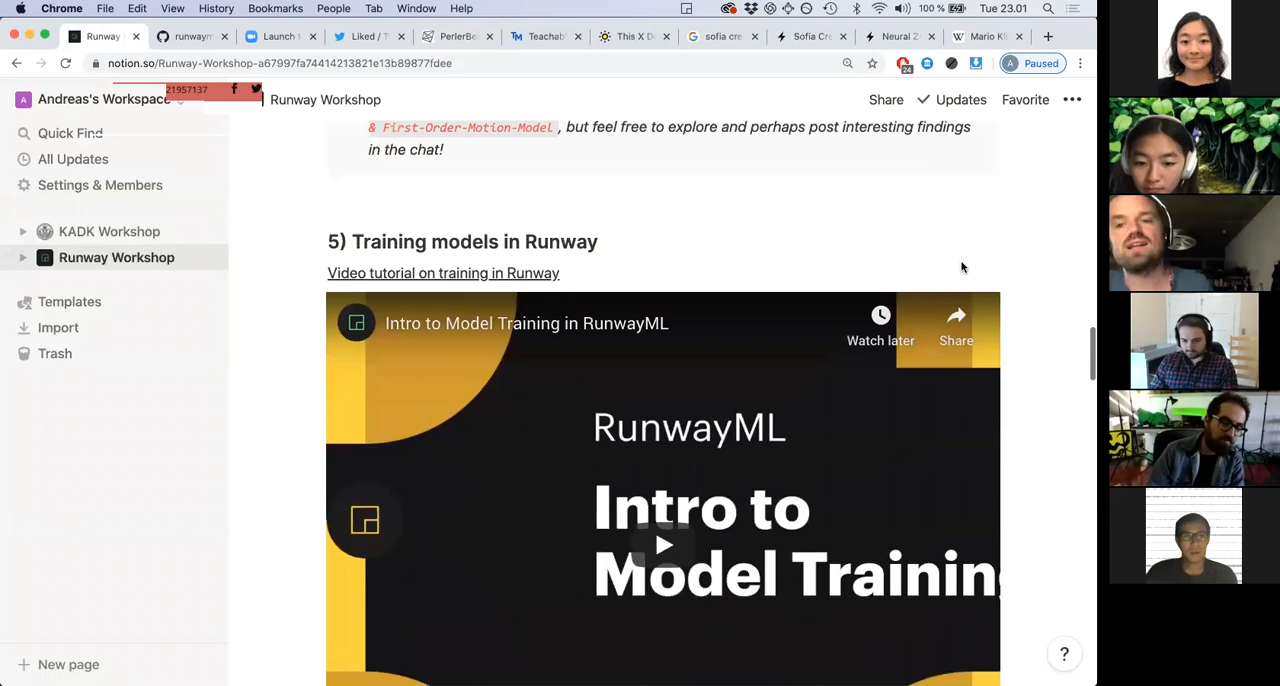 Chrome File Edit View History Bookmarks People Tab Window Help 100 % Tue 23.01
Runway runwaym Launch Liked / T PerlerBe Teachab This X D sofia cre Sofia Cre Neural Z Mario Kli
notion.so/Runway-Workshop-a67997fa74414213821e13b89877fdee 24 A Paused
A Andreas's Workspace 21957137 Runway Workshop Share Updates Favorite
Quick Find
All Updates
Settings & Members
KADK Workshop
Runway Workshop
Templates
Import
Trash
New page
& First-Order-Motion-Model , but feel free to explore and perhaps post interesting findings
in the chat!
5) Training models in Runway
Video tutorial on training in Runway
Intro to Model Training in RunwayML
Watch later Share
RunwayML
Intro to
Model Training
?